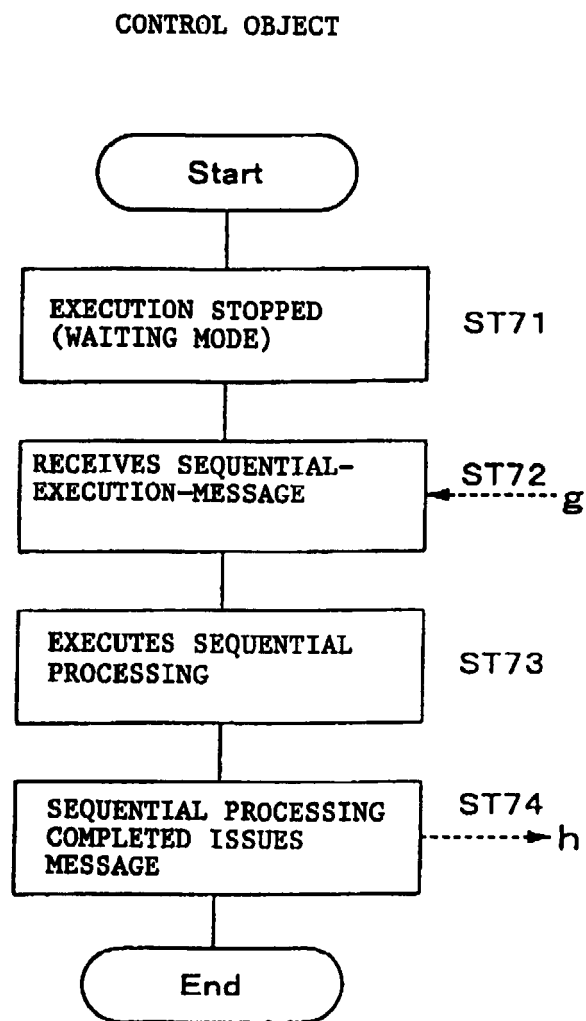 CONTROL OBJECT
Start
EXECUTION STOPPED
(WAITING MODE)
ST71
RECEIVES SEQUENTIAL-
EXECUTION-MESSAGE
ST72
g
EXECUTES SEQUENTIAL
PROCESSING
ST73
SEQUENTIAL PROCESSING
COMPLETED ISSUES
MESSAGE
ST74
h
End